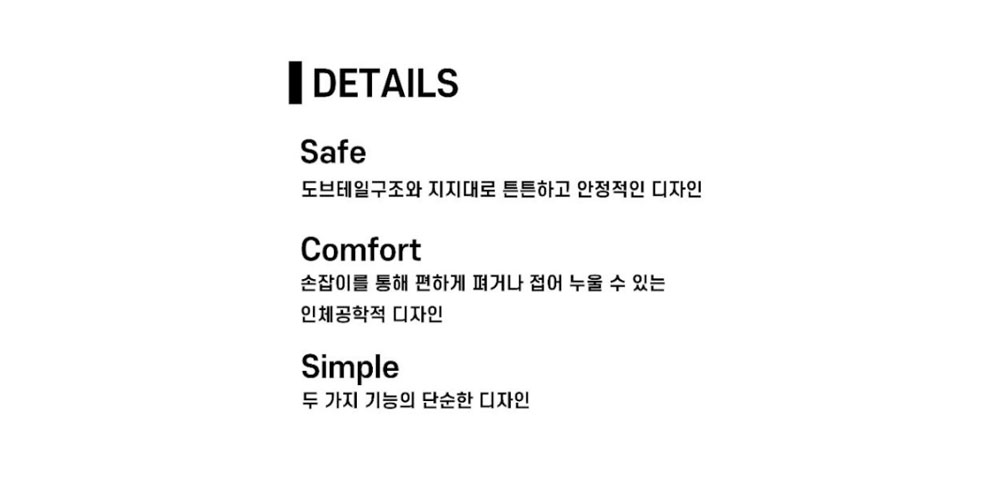 DETAILS
Safe
도브테일구조와 지지대로 튼튼하고 안정적인 디자인
Comfort
손잡이를 통해 편하게 펴거나 접어 누울 수 있는
인체공학적 디자인
Simple
두 가지 기능의 단순한 디자인